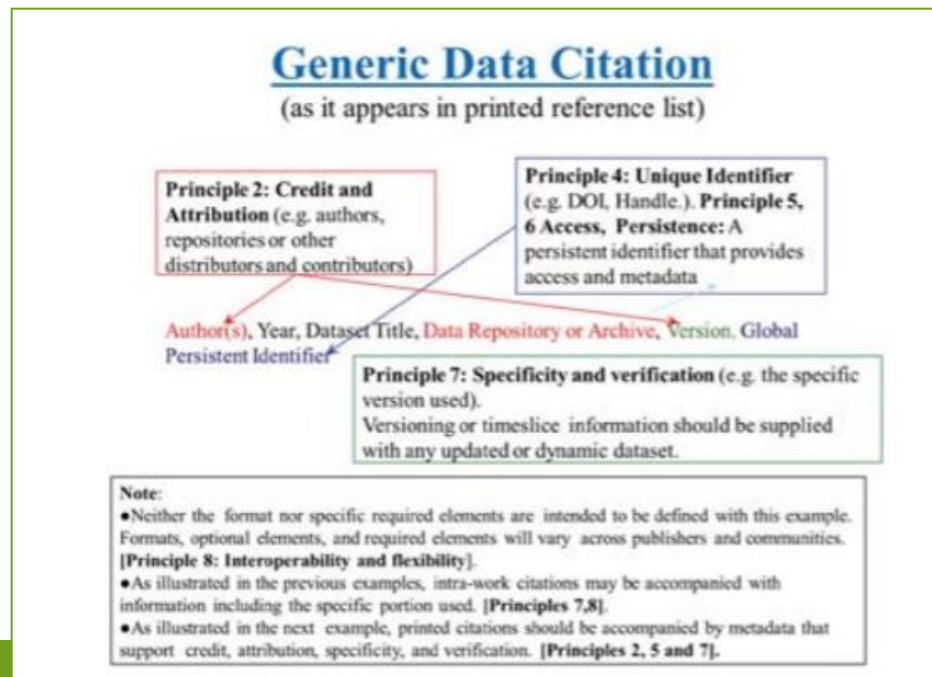 Generic Data Citation
(as it appears in printed reference list)
Principle 2: Credit and
Attribution (e.g. authors,
repositories or other
distributors and contributors)
Principle 4: Unique Identifier
(e.g. DOI, Handle.). Principle 5,
6 Access, Persistence: A
persistent identifier that provides
access and metadata
Author(s), Year, Dataset Title, Data Repository or Archive, Version, Global
Persistent Identifier
Principle 7: Specificity and verification (e.g. the specific
version used).
Versioning or timeslice information should be supplied
with any updated or dynamic dataset.
Note:
●Neither the format nor specific required elements are intended to be defined with this example.
Formats, optional elements, and required elements will vary across publishers and communities.
[Principle 8: Interoperability and flexibility].
●As illustrated in the previous examples, intra-work citations may be accompanied with
information including the specific portion used. [Principles 7,8].
●As illustrated in the next example, printed citations should be accompanied by metadata that
support credit, attribution, specificity, and verification. [Principles 2, 5 and 7].